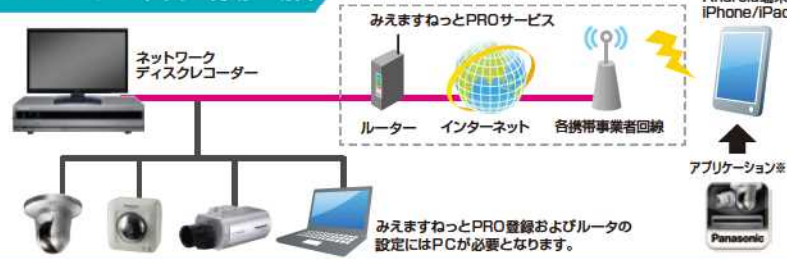 みえますねっとPROサービス
iPhone/iPad
ネットワーク
ディスクレコーダー
ルーター
インターネット
各携帯事業者回線
アプリケーション※
みえますねっとPRO登録およびルータの
設定にはPCが必要となります。
Panasonic